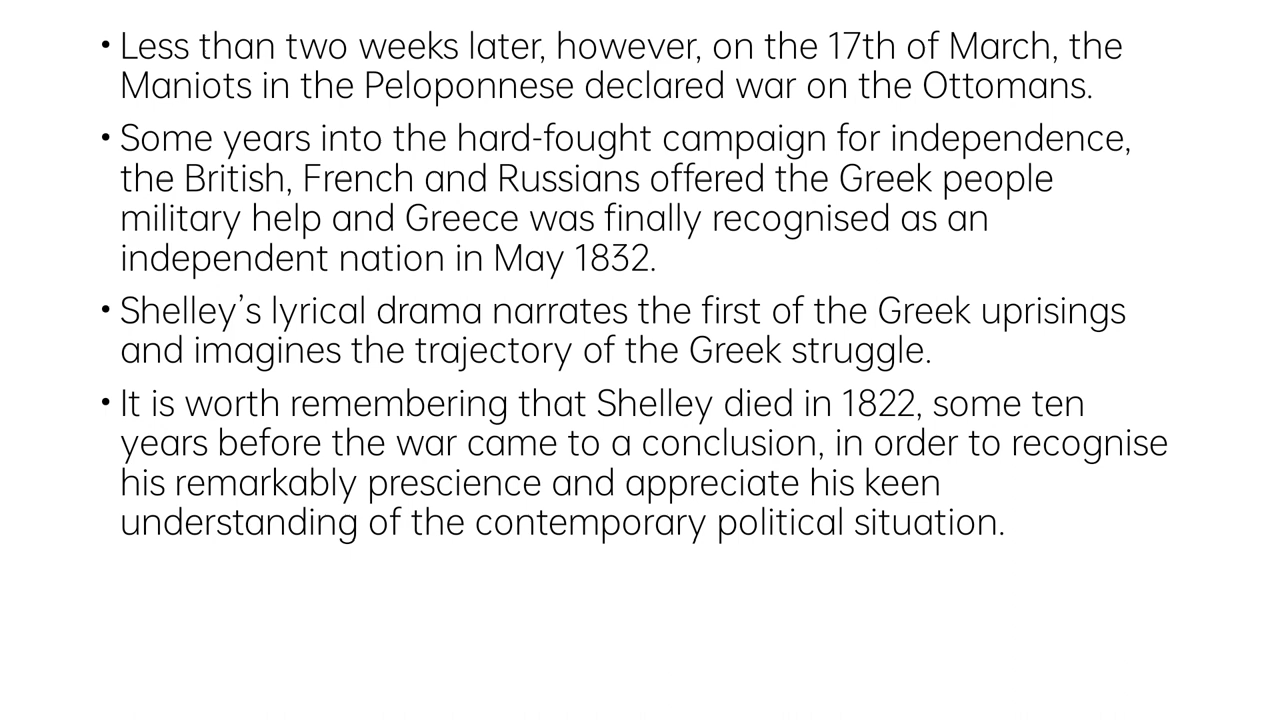 • Less than two weeks later, however, on the 17th of March, the
Maniots in the Peloponnese declared war on the Ottomans.
• Some years into the hard-fought campaign for independence,
the British, French and Russians offered the Greek people
military help and Greece was finally recognised as an
independent nation in May 1832.
• Shelley’s lyrical drama narrates the first of the Greek uprisings
and imagines the trajectory of the Greek struggle.
• It is worth remembering that Shelley died in 1822, some ten
years before the war came to a conclusion, in order to recognise
his remarkably prescience and appreciate his keen
understanding of the contemporary political situation.